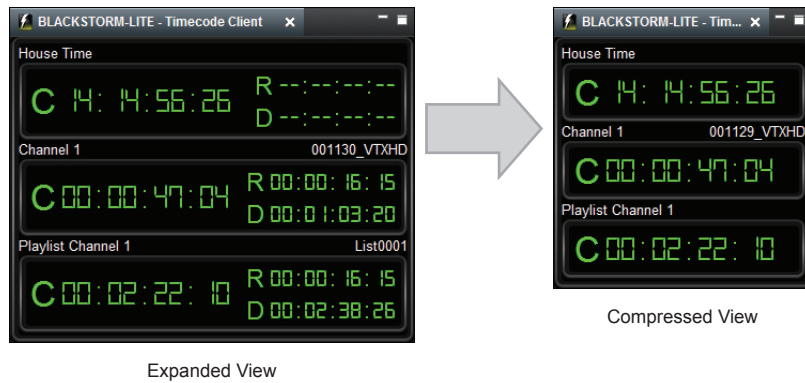 BLACKSTORM-LITE - Timecode Client
House Time
C 14:14:56:26
R --:--:--:--
D --:--:--:--
Channel 1 001130_VTXHD
C 00:00:47:04
R 00:00:16:15
D 00:01:03:20
Playlist Channel 1 List0001
C 00:02:22:10
R 00:00:16:15
D 00:02:38:26
Expanded View
BLACKSTORM-LITE - Tim...
House Time
C 14:14:56:26
Channel 1 001129_VTXHD
C 00:00:47:04
Playlist Channel 1
C 00:02:22:10
Compressed View